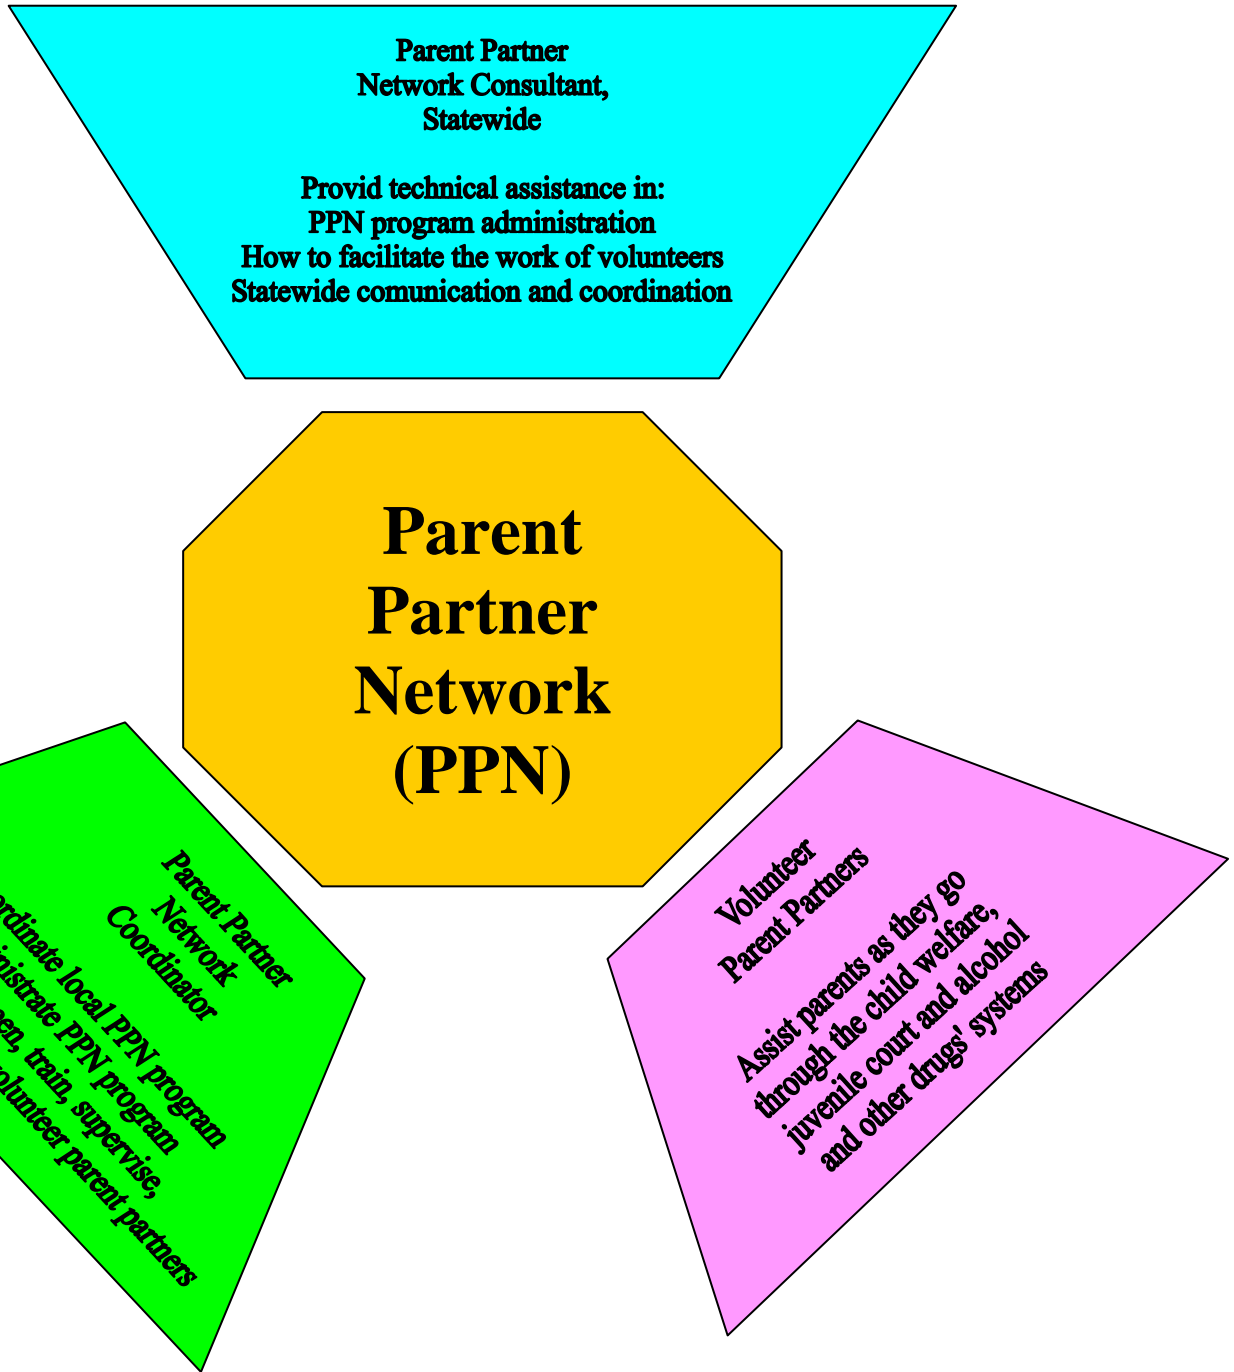 Parent Partner
Network Consultant,
Statewide
Provid technical assistance in:
PPN program administration
How to facilitate the work of volunteers
Statewide comunication and coordination
Parent
Partner
Network
(PPN)
Parent Partner
Network
Coordinator
local PPN program
PPN program
train, supervise,
parent partners
Volunteer
Parent Partners
Assist parents as they go
through the child welfare,
juvenile court and alcohol
and other drugs' systems